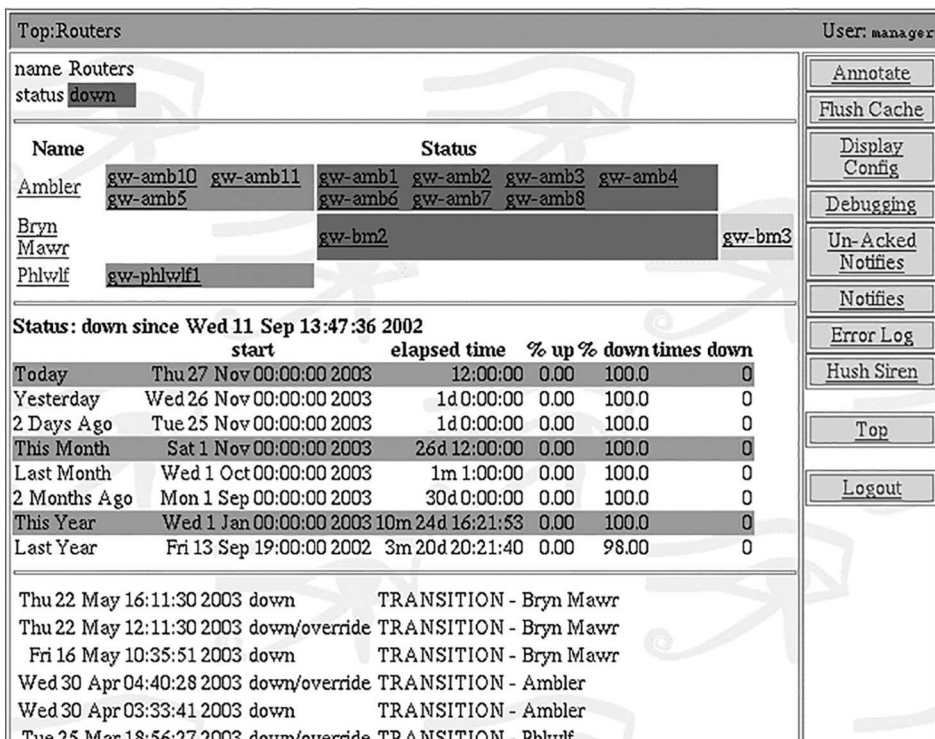 Top:Routers
User: manager
name Routers
status down
Name Status
Ambler gw-amb10 gw-amb11 gw-amb1 gw-amb2 gw-amb3 gw-amb4
gw-amb5 gw-amb6 gw-amb7 gw-amb8
Bryn
Mawr gw-bm2 gw-bm3
Phlwlf gw-phlwlf1
Status: down since Wed 11 Sep 13:47:36 2002
start elapsed time % up % down times down
Today Thu 27 Nov 00:00:00 2003 12:00:00 0.00 100.0 0
Yesterday Wed 26 Nov 00:00:00 2003 1d 0:00:00 0.00 100.0 0
2 Days Ago Tue 25 Nov 00:00:00 2003 1d 0:00:00 0.00 100.0 0
This Month Sat 1 Nov 00:00:00 2003 26d 12:00:00 0.00 100.0 0
Last Month Wed 1 Oct 00:00:00 2003 1m 1:00:00 0.00 100.0 0
2 Months Ago Mon 1 Sep 00:00:00 2003 30d 0:00:00 0.00 100.0 0
This Year Wed 1 Jan 00:00:00 2003 10m 24d 16:21:53 0.00 100.0 0
Last Year Fri 13 Sep 19:00:00 2002 3m 20d 20:21:40 0.00 98.00 0
Thu 22 May 16:11:30 2003 down TRANSITION - Bryn Mawr
Thu 22 May 12:11:30 2003 down/override TRANSITION - Bryn Mawr
Fri 16 May 10:35:51 2003 down TRANSITION - Bryn Mawr
Wed 30 Apr 04:40:28 2003 down/override TRANSITION - Ambler
Wed 30 Apr 03:33:41 2003 down TRANSITION - Ambler
Tue 25 Mar 18:56:27 2003 down/override TRANSITION - Phlwlf
Annotate
Flush Cache
Display
Config
Debugging
Un-Acked
Notifies
Notifies
Error Log
Hush Siren
Top
Logout